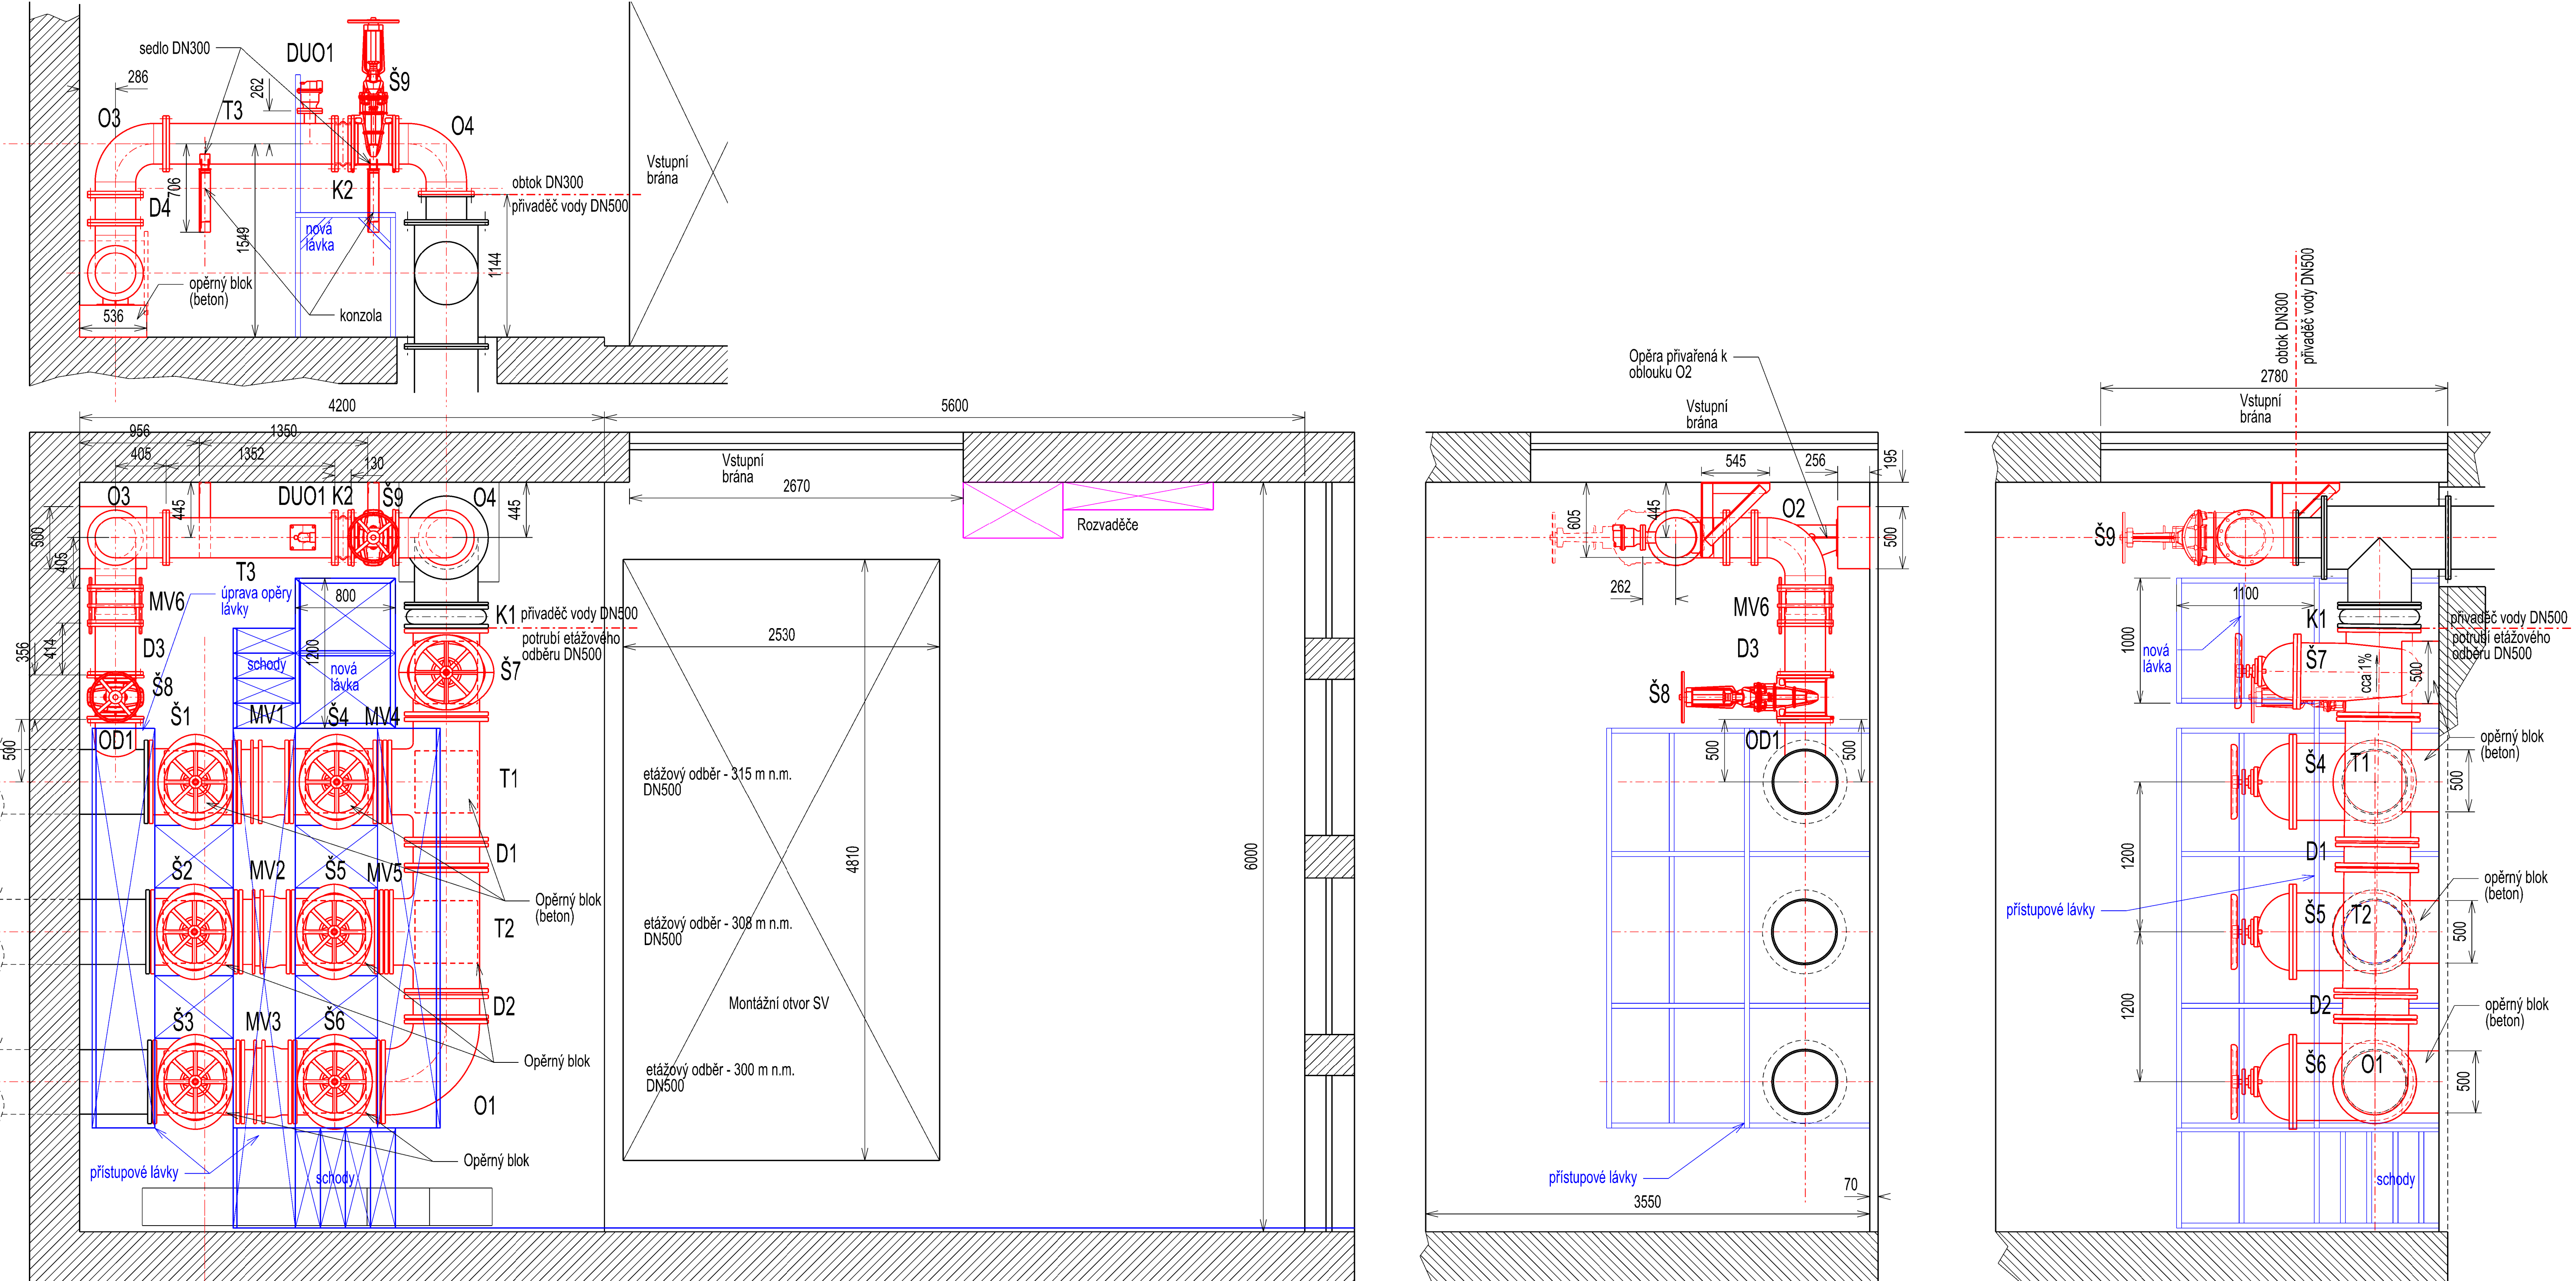 sedlo DN300
DUO1
Š9
286
262
O3
T3
O4
Vstupní
brána
obtok DN300
přivaděč vody DN500
706
K2
D4
1549
nová
lávka
1144
opěrný blok
(beton)
536
konzola
4200
5600
956
1350
405
1352
130
Vstupní
brána
2670
O3
DUO1
K2
Š9
O4
445
445
500
405
Rozvaděče
T3
úprava opěry
lávky
800
MV6
K1
přivaděč vody DN500
potrubí etážového
odběru DN500
2530
356
414
D3
schody
1200
nová
lávka
Š7
Š8
Š1
MV1
Š4
MV4
500
OD1
T1
etážový odběr - 315 m n.m.
DN500
D1
4810
6000
Š2
MV2
Š5
MV5
Opěrný blok
(beton)
T2
etážový odběr - 308 m n.m.
DN500
D2
Montážní otvor SV
Š3
MV3
Š6
Opěrný blok
etážový odběr - 300 m n.m.
DN500
O1
Opěrný blok
přístupové lávky
schody
Opěra přivařená k
oblouku O2
Vstupní
brána
545
256
195
605
445
O2
500
262
MV6
D3
Š8
500
OD1
500
přístupové lávky
70
3550
obtok DN300
přivaděč vody DN500
2780
Vstupní
brána
Š9
1100
1000
K1
přivaděč vody DN500
potrubí etážového
odběru DN500
nová
lávka
Š7
cca1%
500
opěrný blok
(beton)
Š4
T1
500
1200
D1
opěrný blok
(beton)
přístupové lávky
Š5
T2
500
1200
D2
opěrný blok
(beton)
Š6
O1
500
schody